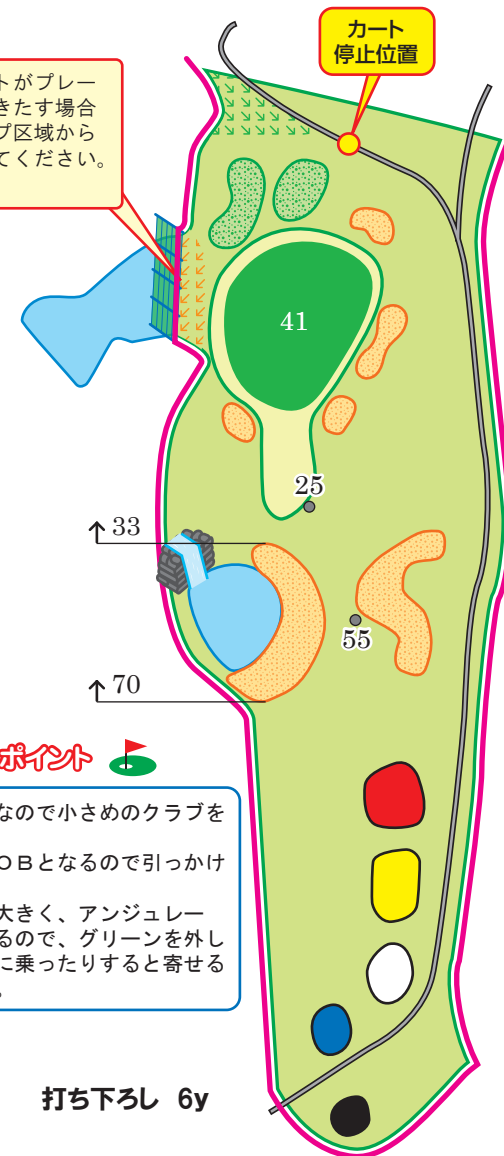 カート
停止位置
トがプレー
きたす場合
プ区域から
てください。
41
25
33
55
70
ポイント
なので小さめのクラブを
ＯＢとなるので引っかけ
大きく、アンジュレー
るので、グリーンを外し
に乗ったりすると寄せる
。
打ち下ろし 6y